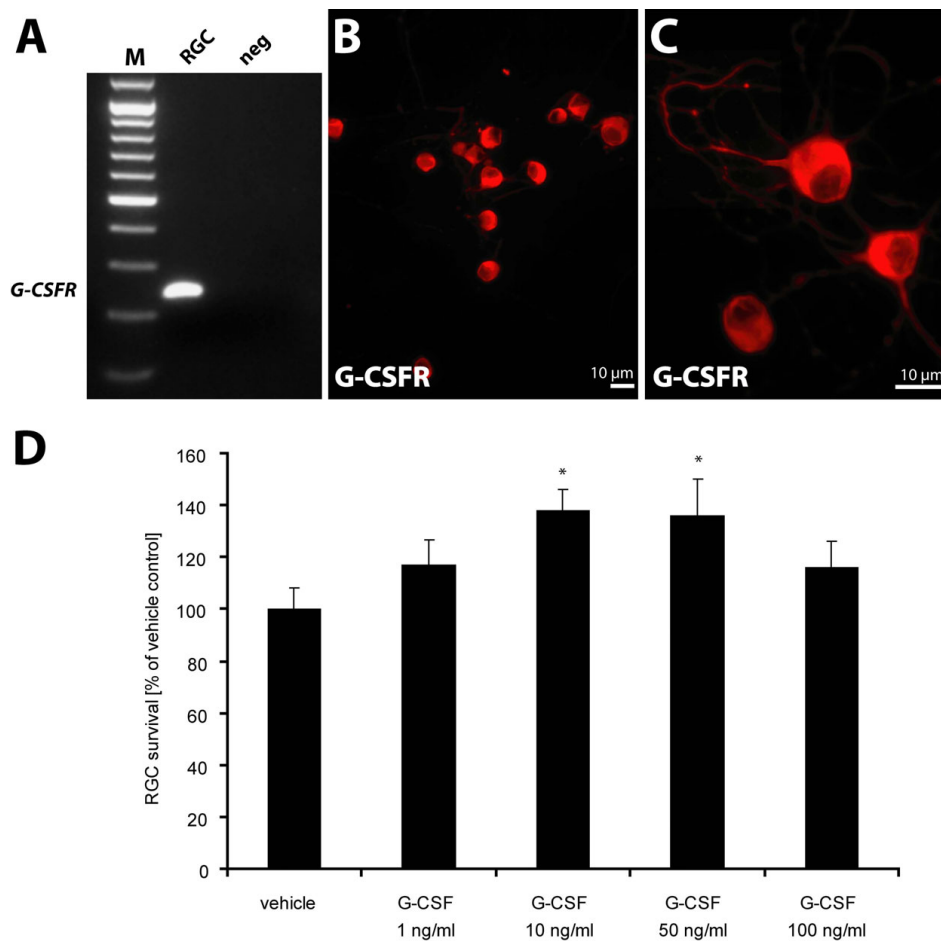 A
M
RGC
neg
G-CSFR
B
G-CSFR
10 µm
C
G-CSFR
10 µm
D
RGC survival [% of vehicle control]
160
140
120
100
80
60
40
20
0
vehicle
G-CSF
1 ng/ml
G-CSF
10 ng/ml
G-CSF
50 ng/ml
G-CSF
100 ng/ml
*
*